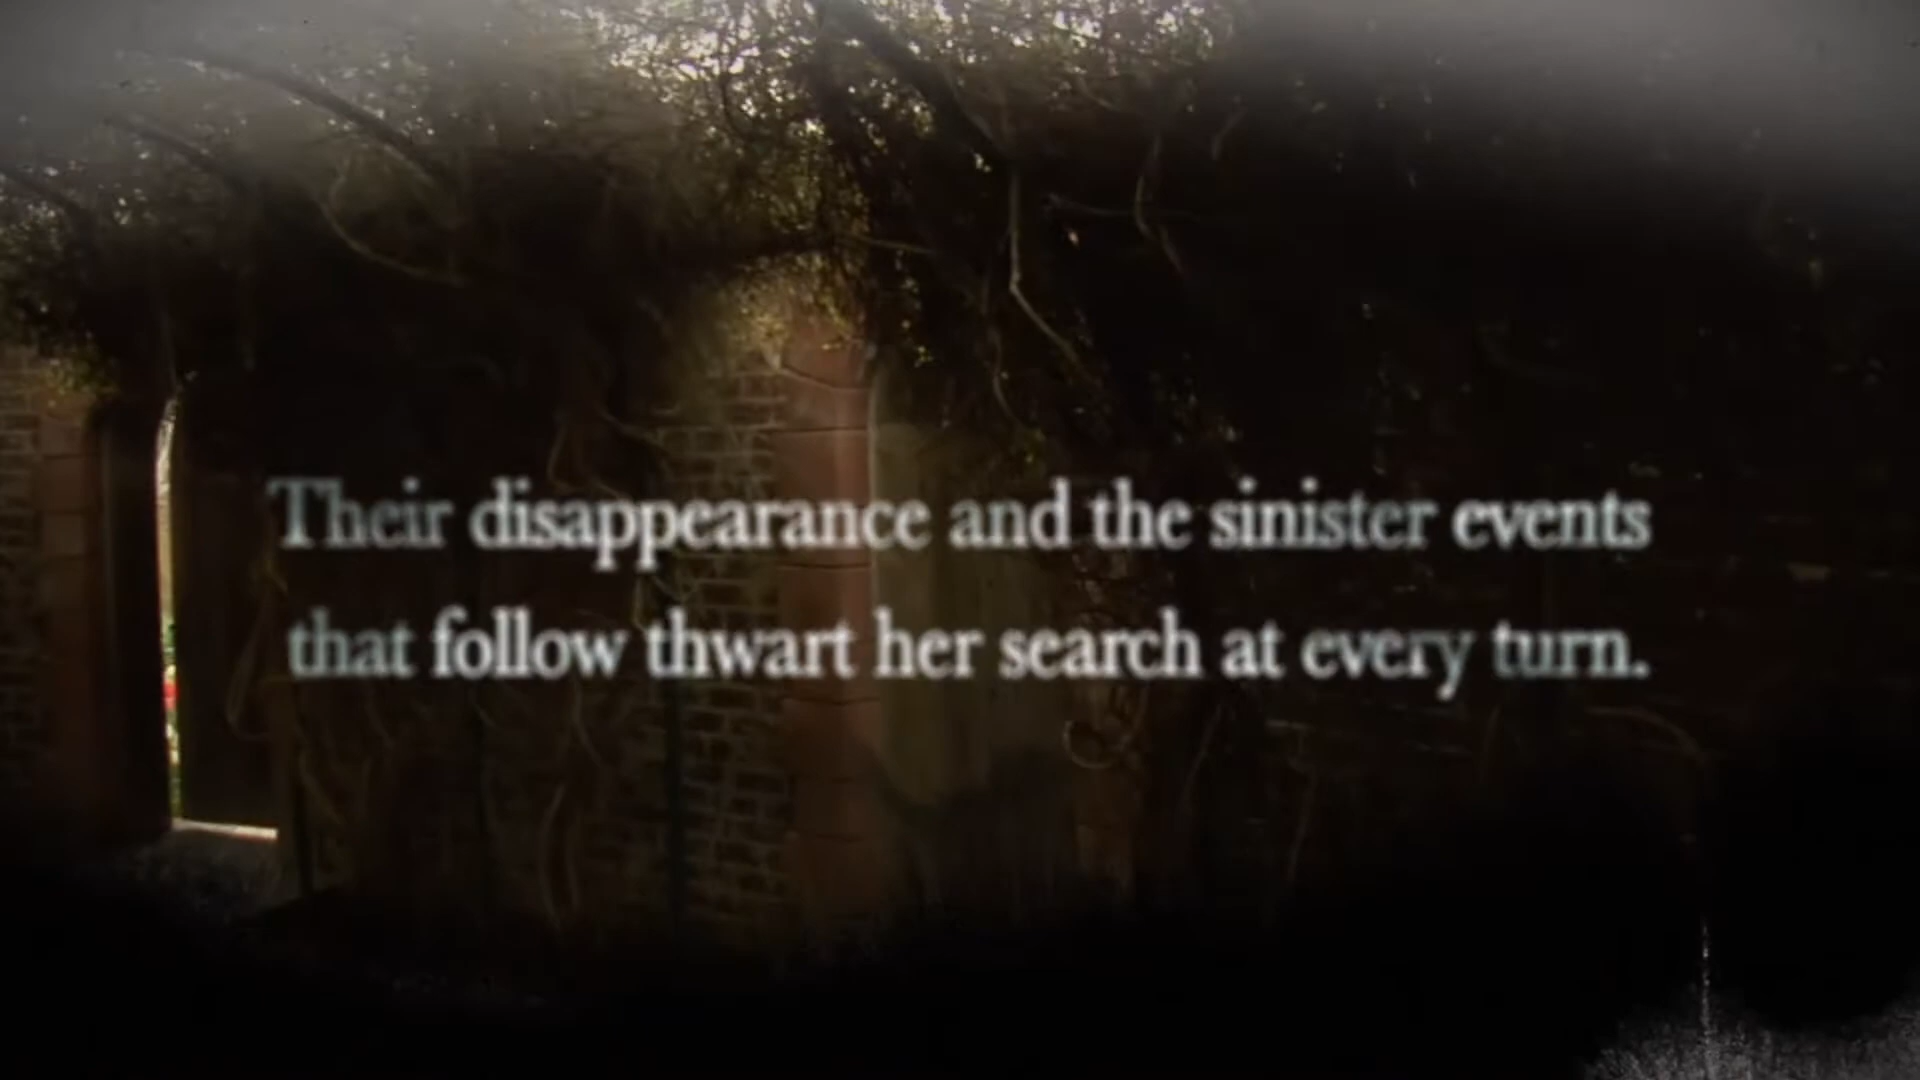 Their disappearance and the sinister events
that follow thwart her search at every turn.